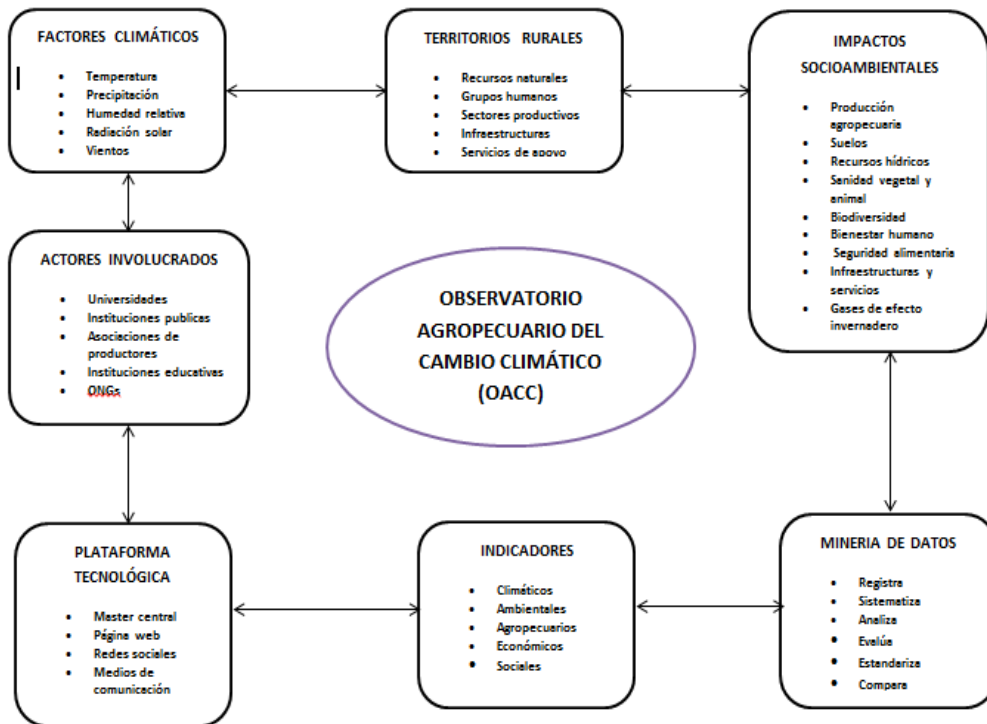 FACTORES CLIMÁTICOS
• Temperatura
• Precipitación
• Humedad relativa
• Radiación solar
• Vientos
TERRITORIOS RURALES
• Recursos naturales
• Grupos humanos
• Sectores productivos
• Infraestructuras
• Servicios de apoyo
IMPACTOS
SOCIOAMBIENTALES
• Producción
agropecuaria
• Suelos
• Recursos hídricos
• Sanidad vegetal y
animal
• Biodiversidad
• Bienestar humano
• Seguridad alimentaria
• Infraestructuras y
servicios
• Gases de efecto
invernadero
ACTORES INVOLUCRADOS
• Universidades
• Instituciones publicas
• Asociaciones de
productores
• Instituciones educativas
• ONGs
OBSERVATORIO
AGROPECUARIO DEL
CAMBIO CLIMÁTICO
(OACC)
PLATAFORMA
TECNOLÓGICA
• Master central
• Página web
• Redes sociales
• Medios de
comunicación
INDICADORES
• Climáticos
• Ambientales
• Agropecuarios
• Económicos
• Sociales
MINERIA DE DATOS
• Registra
• Sistematiza
• Analiza
• Evalúa
• Estandariza
• Compara